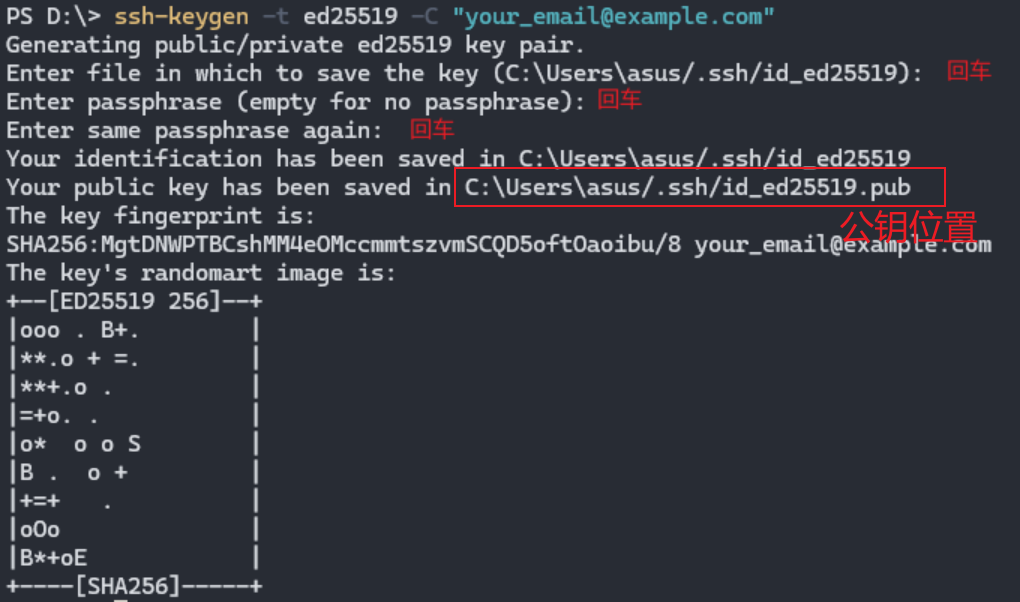 PS D:\> ssh-keygen -t ed25519 -C "your_email@example.com"
Generating public/private ed25519 key pair.
Enter file in which to save the key (C:\Users\asus/.ssh/id_ed25519): 回车
Enter passphrase (empty for no passphrase): 回车
Enter same passphrase again: 回车
Your identification has been saved in C:\Users\asus/.ssh/id_ed25519
Your public key has been saved in C:\Users\asus/.ssh/id_ed25519.pub
公钥位置
The key fingerprint is:
SHA256:MgtDNWPTBCshMM4eOMccmmtszvmSCQD5oftOaoibu/8 your_email@example.com
The key's randomart image is:
+--[ED25519 256]--+
|ooo . B+.        |
|**.o + =.        |
|**+.o .          |
|=+o. .           |
|o*  o o S        |
|B .  o +         |
|+=+   .          |
|oOo              |
|B*+oE            |
+----[SHA256]-----+